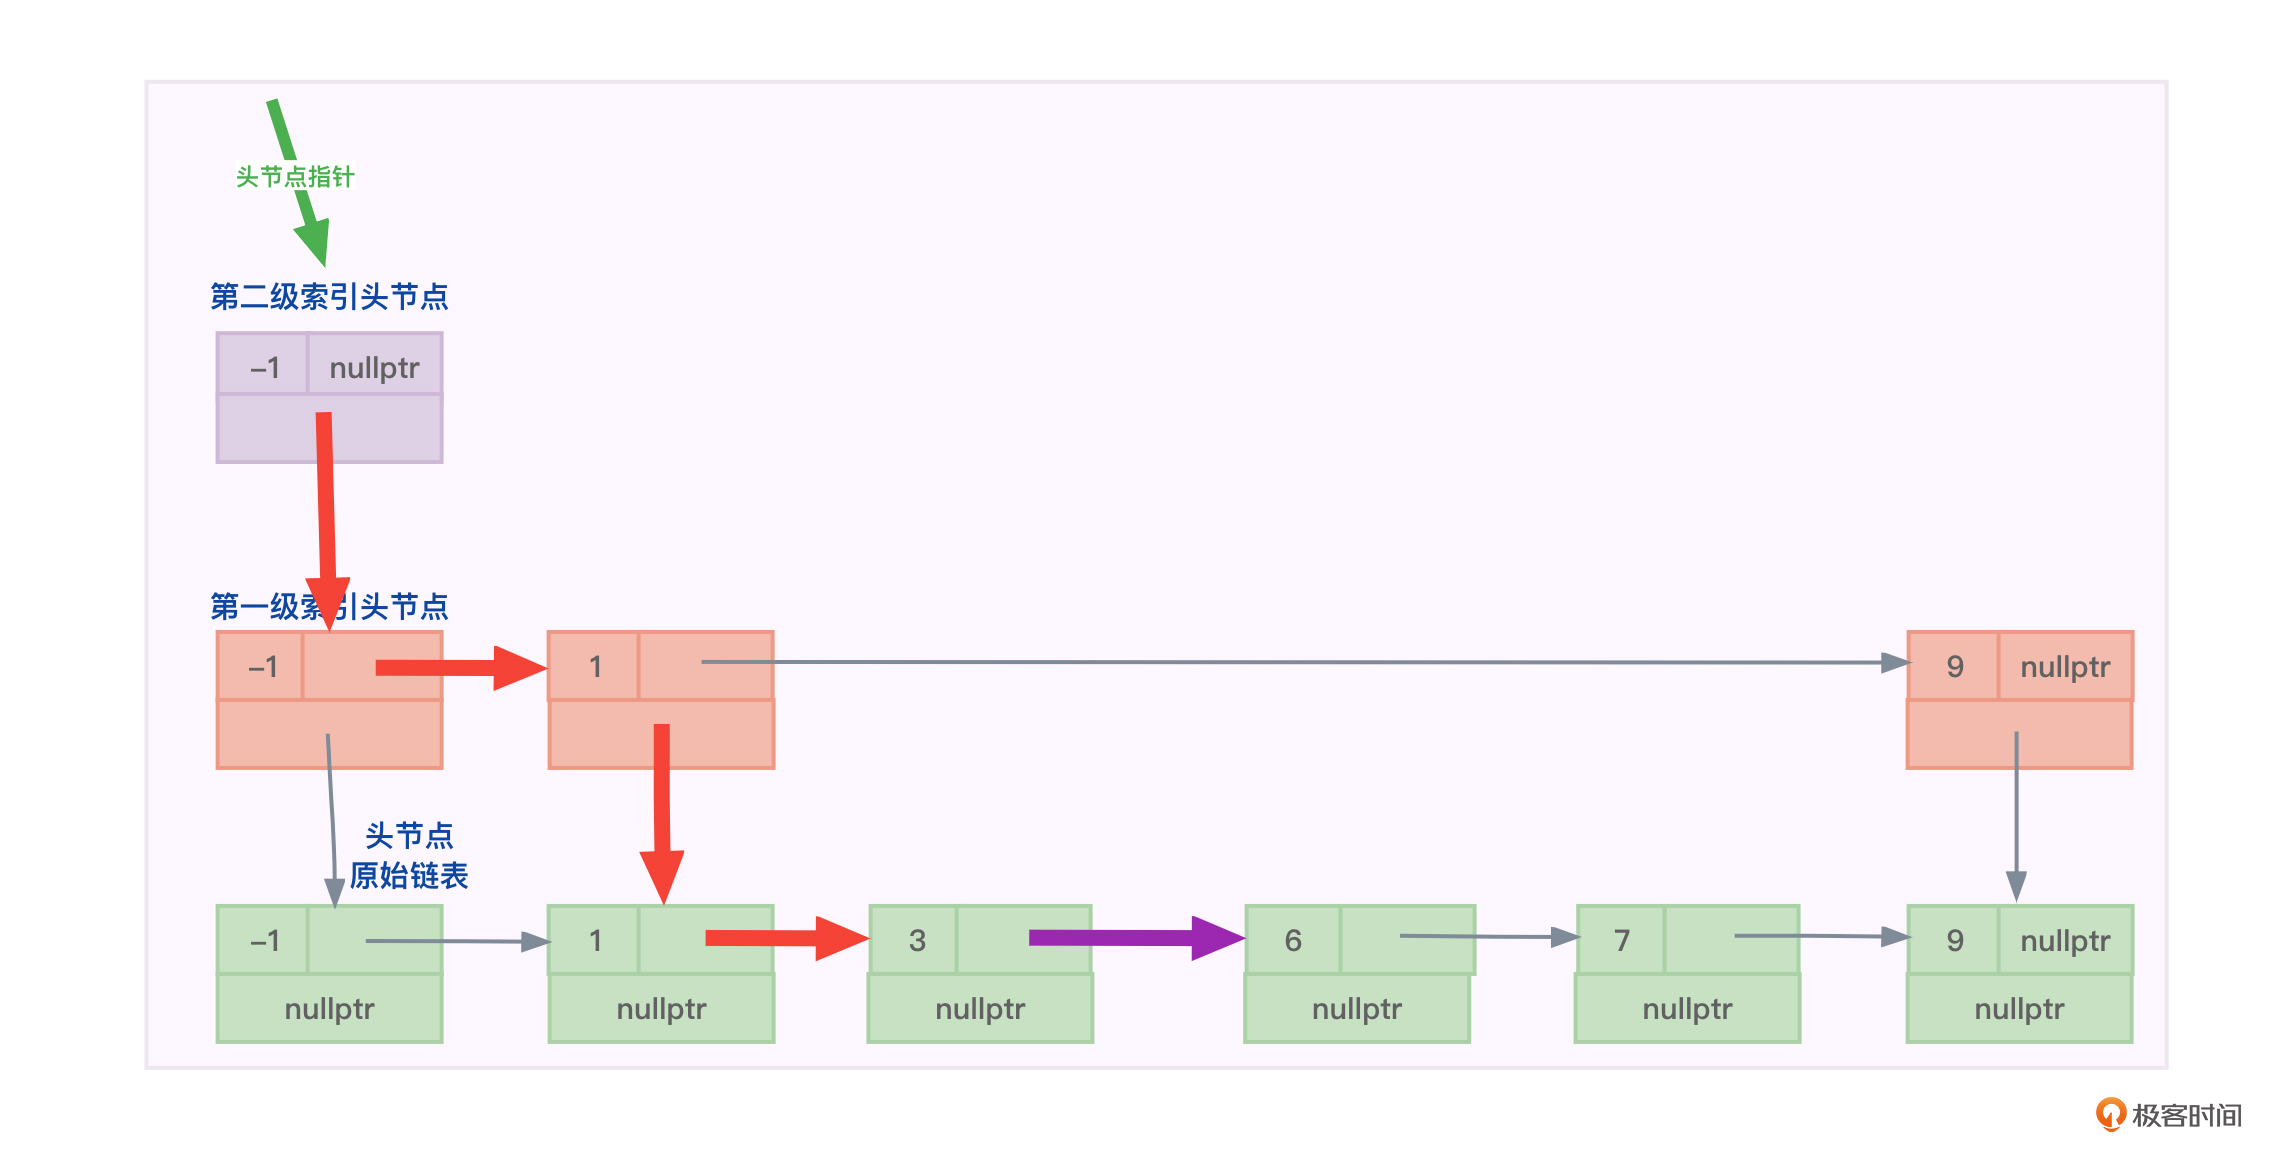 头节点指针
第二级索引头节点
-1 nullptr
第一级索引头节点
-1 1 9 nullptr
头节点
原始链表
-1 1 3 6 7 9 nullptr
nullptr nullptr nullptr nullptr nullptr nullptr
极客时间